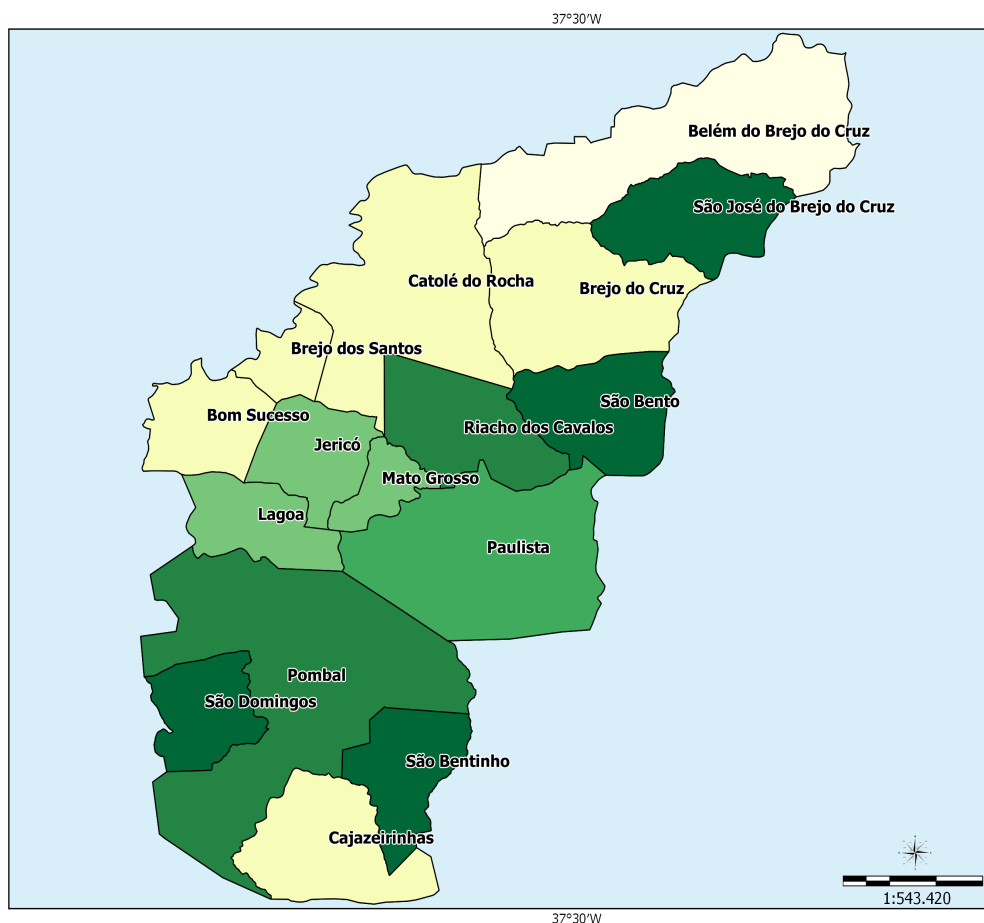 37°30'W
Belém do Brejo do Cruz
São José do Brejo do Cruz
Catolé do Rocha
Brejo do Cruz
Brejo dos Santos
São Bento
Bom Sucesso
Riacho dos Cavalos
Jericó
Mato Grosso
Lagoa
Paulista
Pombal
São Domingos
São Bentinho
Cajazeirinhas
1:543.420
37°30'W